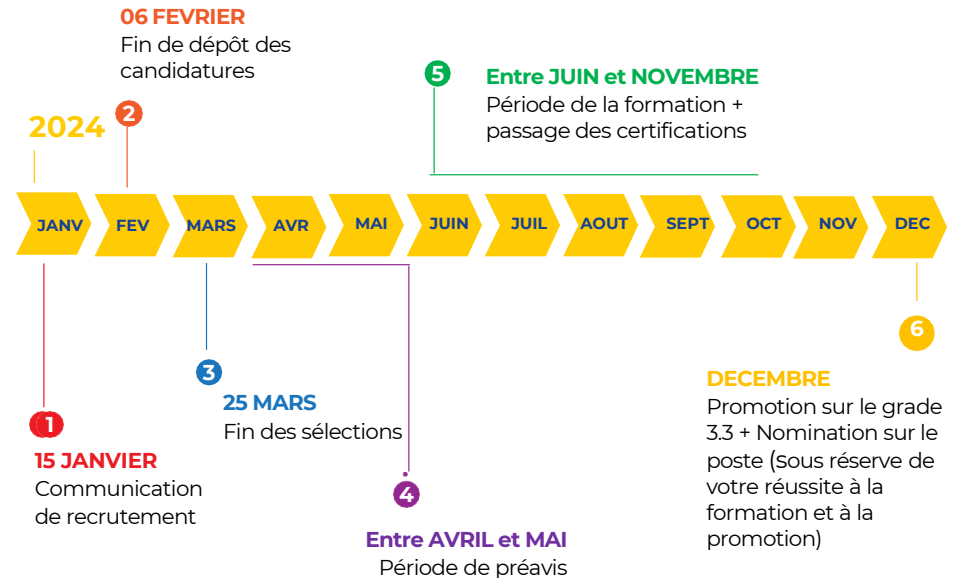 06 FEVRIER
Fin de dépôt des
candidatures
2
5
Entre JUIN et NOVEMBRE
Période de la formation +
passage des certifications
2024
JANV
FEV
MARS
AVR
MAI
JUIN
JUIL
AOUT
SEPT
OCT
NOV
DEC
1
15 JANVIER
Communication
de recrutement
3
25 MARS
Fin des sélections
4
Entre AVRIL et MAI
Période de préavis
6
DECEMBRE
Promotion sur le grade
3.3 + Nomination sur le
poste (sous réserve de
votre réussite à la
formation et à la
promotion)